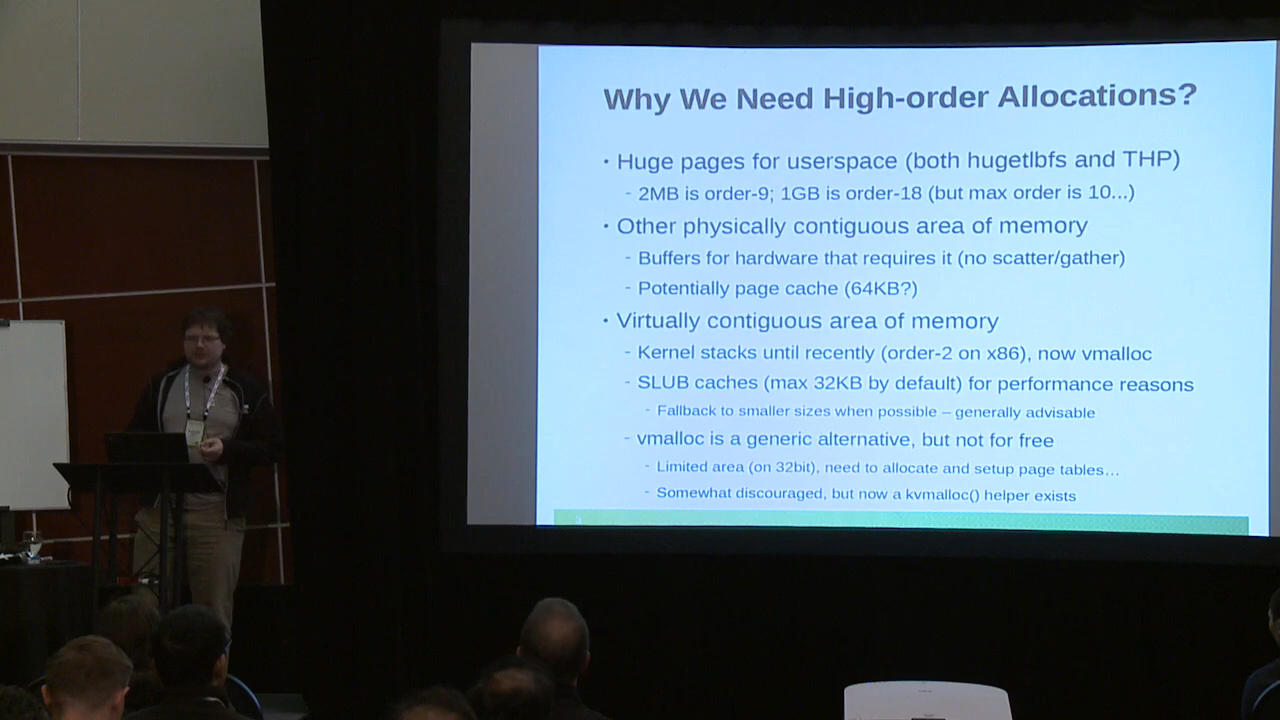 Why We Need High-order Allocations?
· Huge pages for userspace (both hugetlbfs and THP)
- 2MB is order-9; 1GB is order-18 (but max order is 10...)
· Other physically contiguous area of memory
- Buffers for hardware that requires it (no scatter/gather)
- Potentially page cache (64KB?)
· Virtually contiguous area of memory
- Kernel stacks until recently (order-2 on x86), now vmalloc
- SLUB caches (max 32KB by default) for performance reasons
- Fallback to smaller sizes when possible – generally advisable
- vmalloc is a generic alternative, but not for free
- Limited area (on 32bit), need to allocate and setup page tables…
- Somewhat discouraged, but now a kvmalloc() helper exists